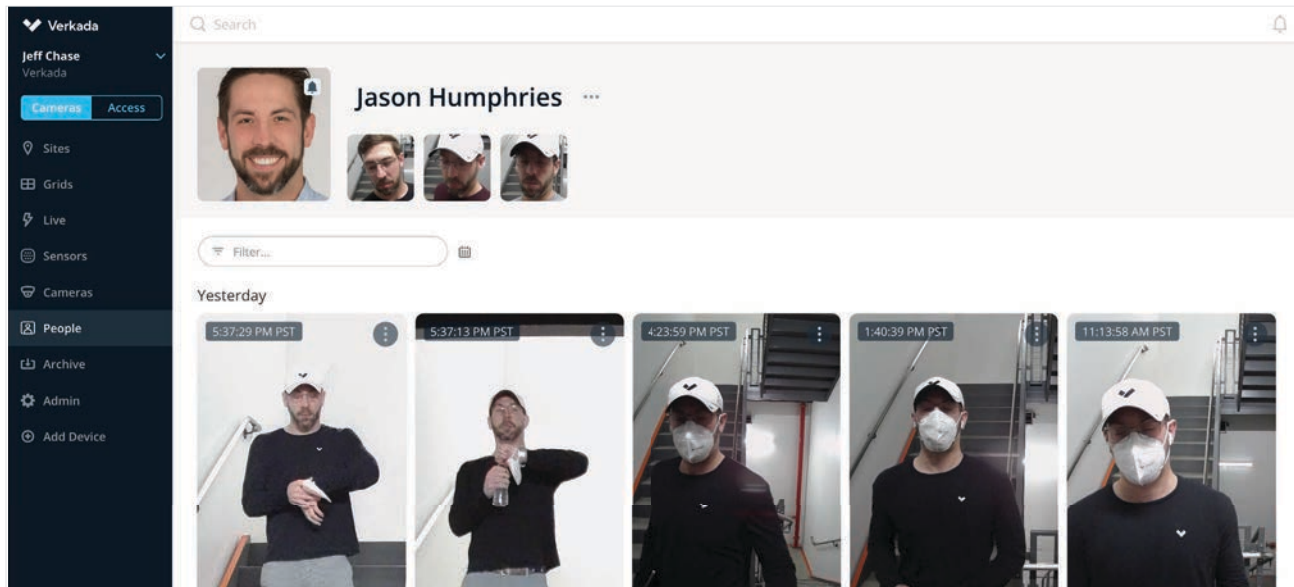 Verkada
Search
Jeff Chase
Verkada
Cameras Access
Jason Humphries
Sites
Grids
Live
Sensors
Filter...
Cameras
Yesterday
People
5:37:29 PM PST
5:37:13 PM PST
4:23:59 PM PST
1:40:39 PM PST
11:13:58 AM PST
Archive
Admin
Add Device